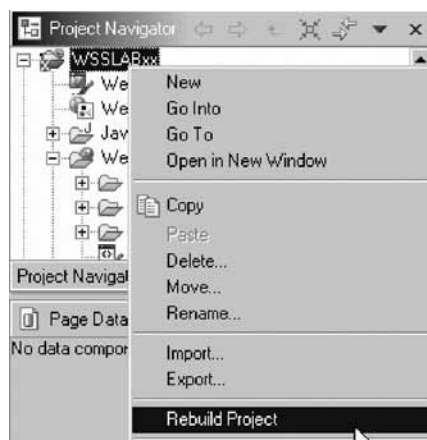 Project Navigator
WSSLABxx
We
New
We
Go Into
Jav
Go To
We
Open in New Window
Copy
Paste
Delete...
Project Navigat
Move...
Page Data
Rename...
No data compor
Import...
Export...
Rebuild Project